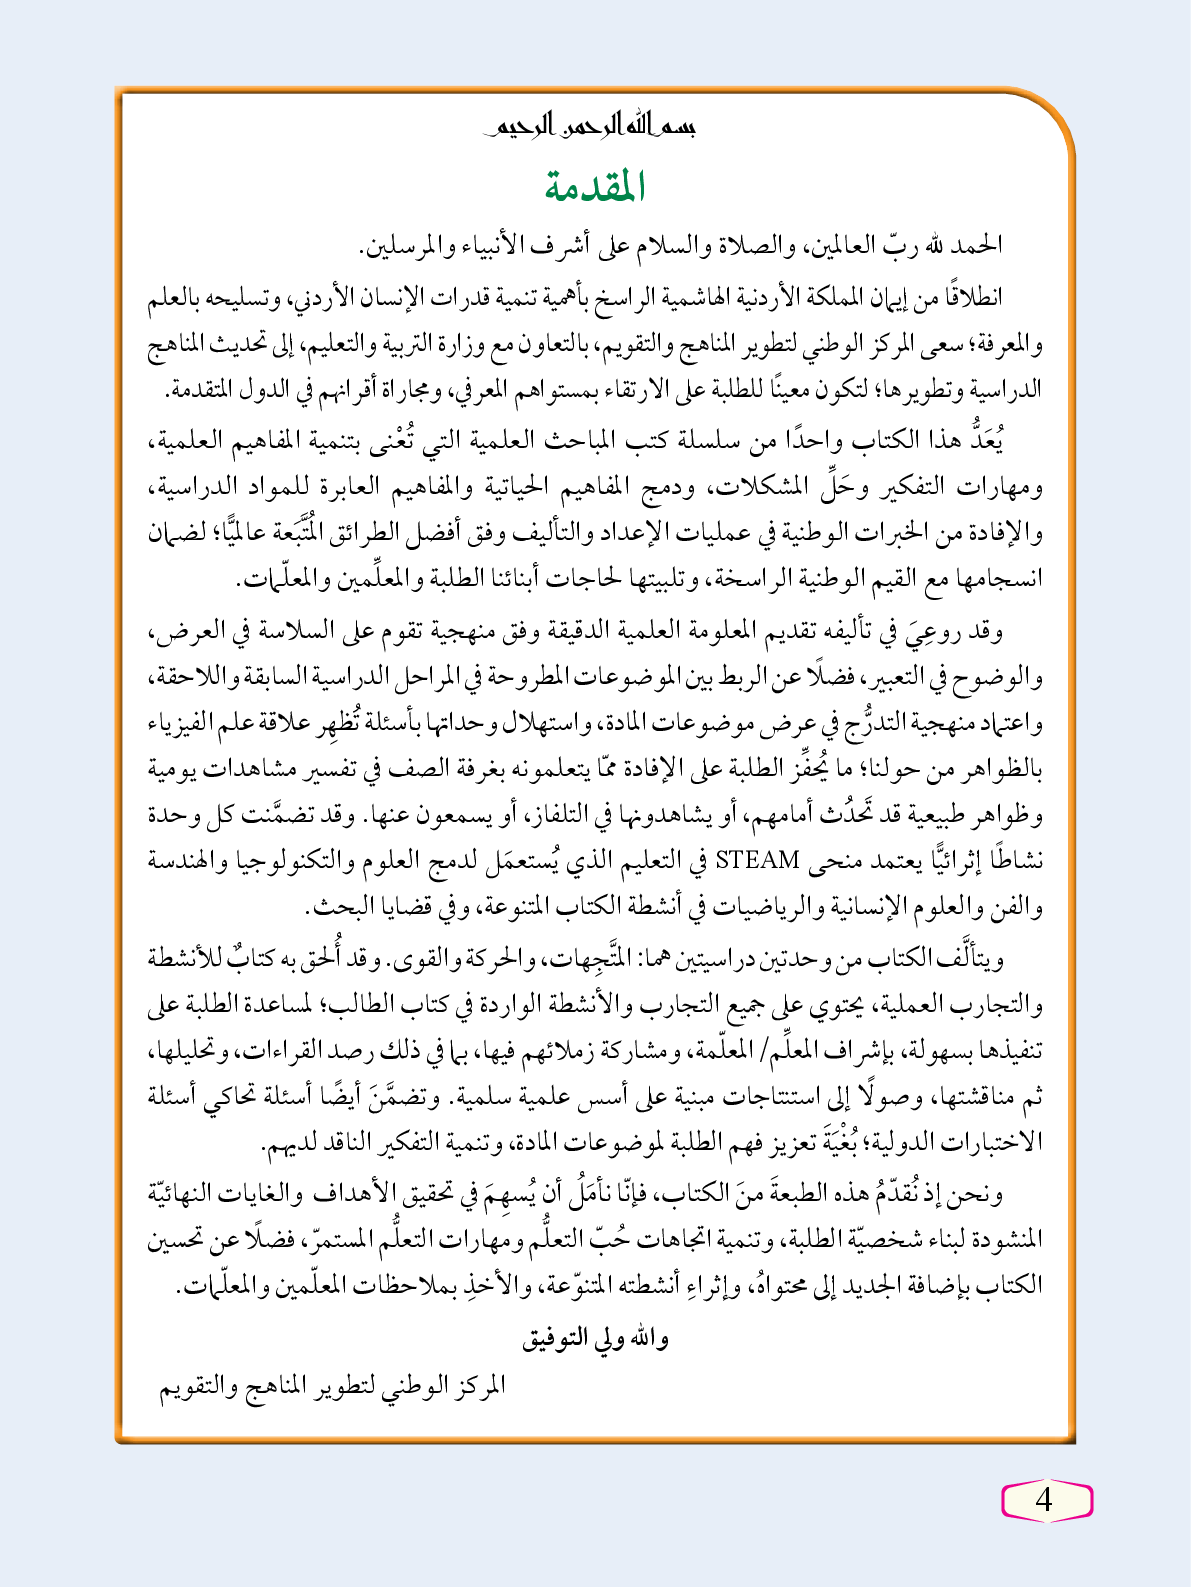 بسم الله الرحمن الرحيم
المقدمة
الحمد لله ربّ العالمين، والصلاة والسلام على أشرف الأنبياء والمرسلين.
انطلاقًا من إيمان المملكة الأردنية الهاشمية الراسخ بأهمية تنمية قدرات الإنسان الأردني، وتسليحه بالعلم
والمعرفة؛ سعى المركز الوطني لتطوير المناهج والتقويم، بالتعاون مع وزارة التربية والتعليم، إلى تحديث المناهج
الدراسية وتطويرها؛ لتكون معينًا للطلبة على الارتقاء بمستواهم المعرفي، ومجاراة أقرانهم في الدول المتقدمة.
يُعَدُّ هذا الكتاب واحدًا من سلسلة كتب المباحث العلمية التي تُعْنى بتنمية المفاهيم العلمية،
ومهارات التفكير وحَلِّ المشكلات، ودمج المفاهيم الحياتية والمفاهيم العابرة للمواد الدراسية،
والإفادة من الخبرات الوطنية في عمليات الإعداد والتأليف وفق أفضل الطرائق المُتَّبَعة عالميًّا؛ لضمان
انسجامها مع القيم الوطنية الراسخة، وتلبيتها لحاجات أبنائنا الطلبة والمعلِّمين والمعلّمات.
وقد روعِيَ في تأليفه تقديم المعلومة العلمية الدقيقة وفق منهجية تقوم على السلاسة في العرض،
والوضوح في التعبير، فضلًا عن الربط بين الموضوعات المطروحة في المراحل الدراسية السابقة واللاحقة،
واعتماد منهجية التدرُّج في عرض موضوعات المادة، واستهلال وحداتها بأسئلة تُظهِر علاقة علم الفيزياء
بالظواهر من حولنا؛ ما يُحفِّز الطلبة على الإفادة ممّا يتعلمونه بغرفة الصف في تفسير مشاهدات يومية
وظواهر طبيعية قد تَحدُث أمامهم، أو يشاهدونها في التلفاز، أو يسمعون عنها. وقد تضمَّنت كل وحدة
نشاطًا إثرائيًّا يعتمد منحى STEAM في التعليم الذي يُستعمَل لدمج العلوم والتكنولوجيا والهندسة
والفن والعلوم الإنسانية والرياضيات في أنشطة الكتاب المتنوعة، وفي قضايا البحث.
ويتألَّف الكتاب من وحدتين دراسيتين هما: المتَّجِهات، والحركة والقوى. وقد أُلحق به كتابٌ للأنشطة
والتجارب العملية، يحتوي على جميع التجارب والأنشطة الواردة في كتاب الطالب؛ لمساعدة الطلبة على
تنفيذها بسهولة، بإشراف المعلِّم/ المعلّمة، ومشاركة زملائهم فيها، بما في ذلك رصد القراءات، وتحليلها،
ثم مناقشتها، وصولًا إلى استنتاجات مبنية على أسس علمية سلمية. وتضمَّنَ أيضًا أسئلة تحاكي أسئلة
الاختبارات الدولية؛ بُغْيَةَ تعزيز فهم الطلبة لموضوعات المادة، وتنمية التفكير الناقد لديهم.
ونحن إذ نُقدّمُ هذه الطبعةَ منَ الكتاب، فإنّا نأمَلُ أن يُسهِمَ في تحقيق الأهداف والغايات النهائيّة
المنشودة لبناء شخصيّة الطلبة، وتنمية اتجاهات حُبّ التعلُّم ومهارات التعلُّم المستمرّ، فضلًا عن تحسين
الكتاب بإضافة الجديد إلى محتواهُ، وإثراءِ أنشطته المتنوّعة، والأخذِ بملاحظات المعلّمين والمعلّمات.
والله ولي التوفيق
المركز الوطني لتطوير المناهج والتقويم
4